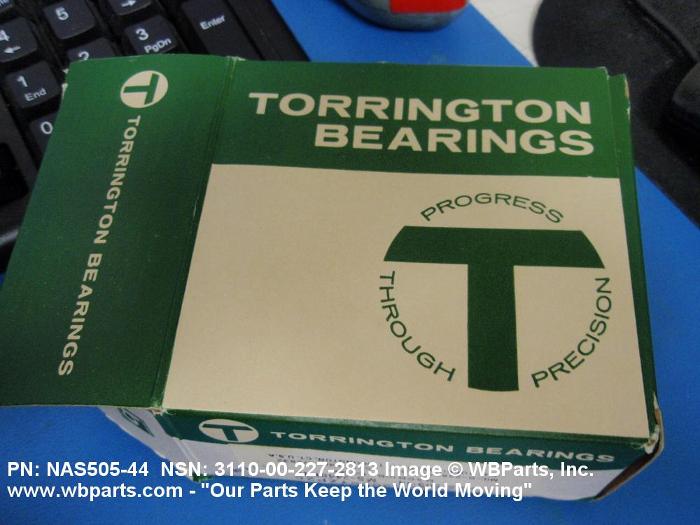 5
Enter
4
3
PgDn
2
1
End
0
TORRINGTON
BEARINGS
T
TORRINGTON BEARINGS
PROGRESS
T
THROUGH
PRECISION
T
TORRINGTON BEARINGS
PN: NAS505-44 NSN: 3110-00-227-2813 Image © WBParts, Inc.
www.wbparts.com - "Our Parts Keep the World Moving"